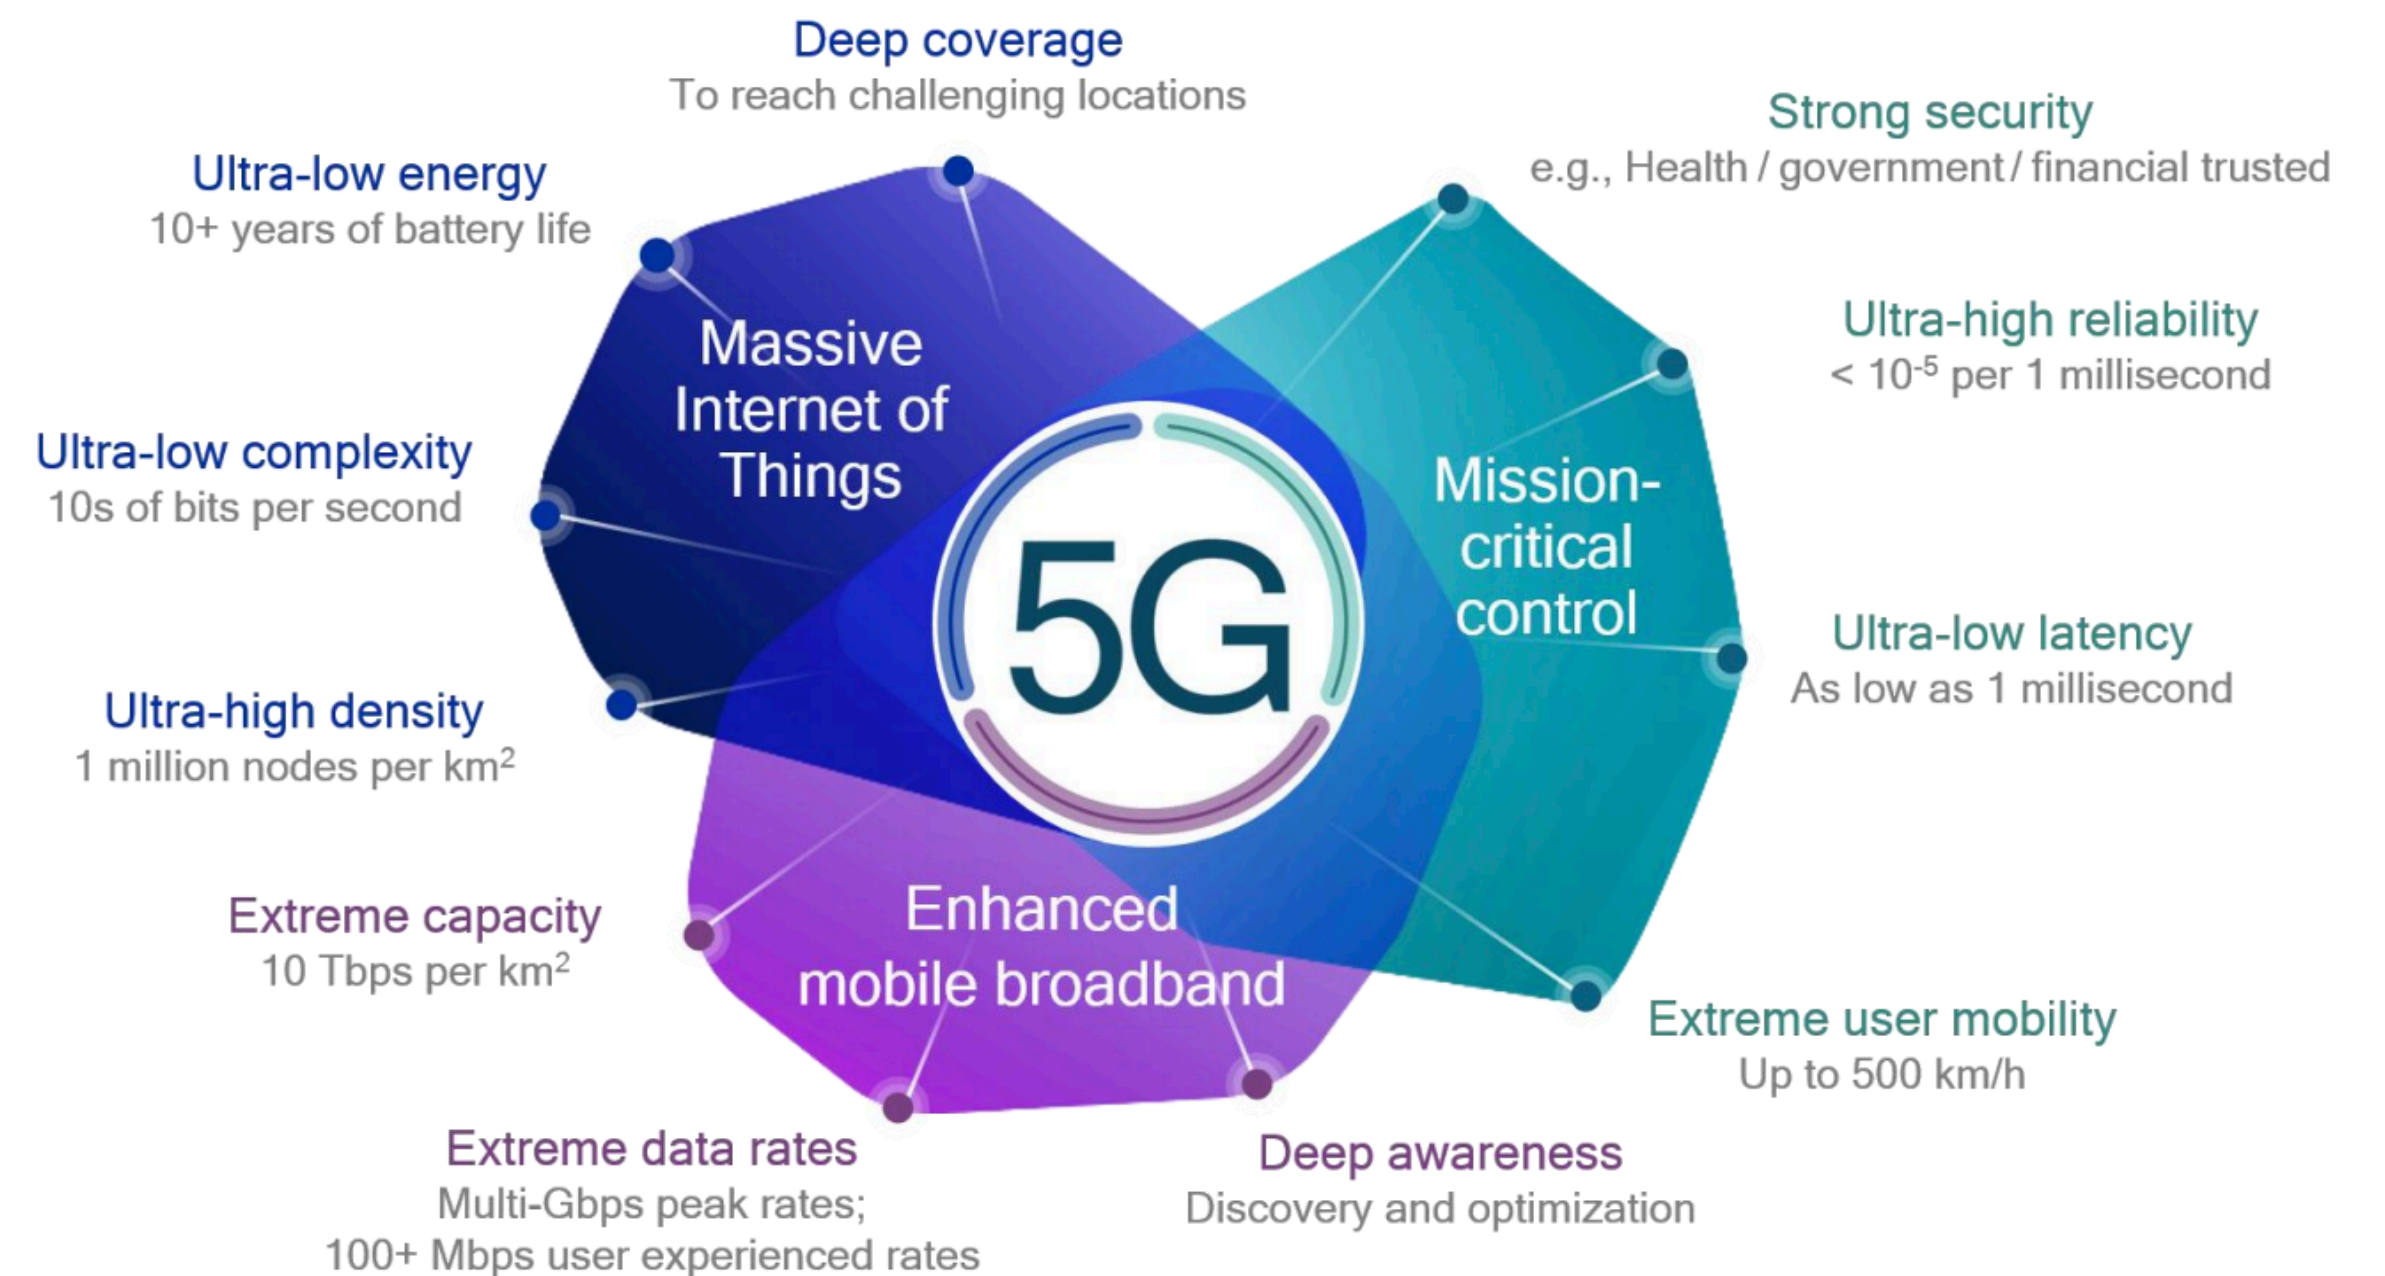 Deep coverage
To reach challenging locations
Strong security
e.g., Health / government / financial trusted
Ultra-low energy
10+ years of battery life
Ultra-high reliability
< 10⁻⁵ per 1 millisecond
Massive
Internet of
Things
Ultra-low complexity
10s of bits per second
Mission-
critical
control
5G
Ultra-low latency
As low as 1 millisecond
Ultra-high density
1 million nodes per km²
Extreme capacity
10 Tbps per km²
Enhanced
mobile broadband
Extreme user mobility
Up to 500 km/h
Extreme data rates
Multi-Gbps peak rates;
100+ Mbps user experienced rates
Deep awareness
Discovery and optimization